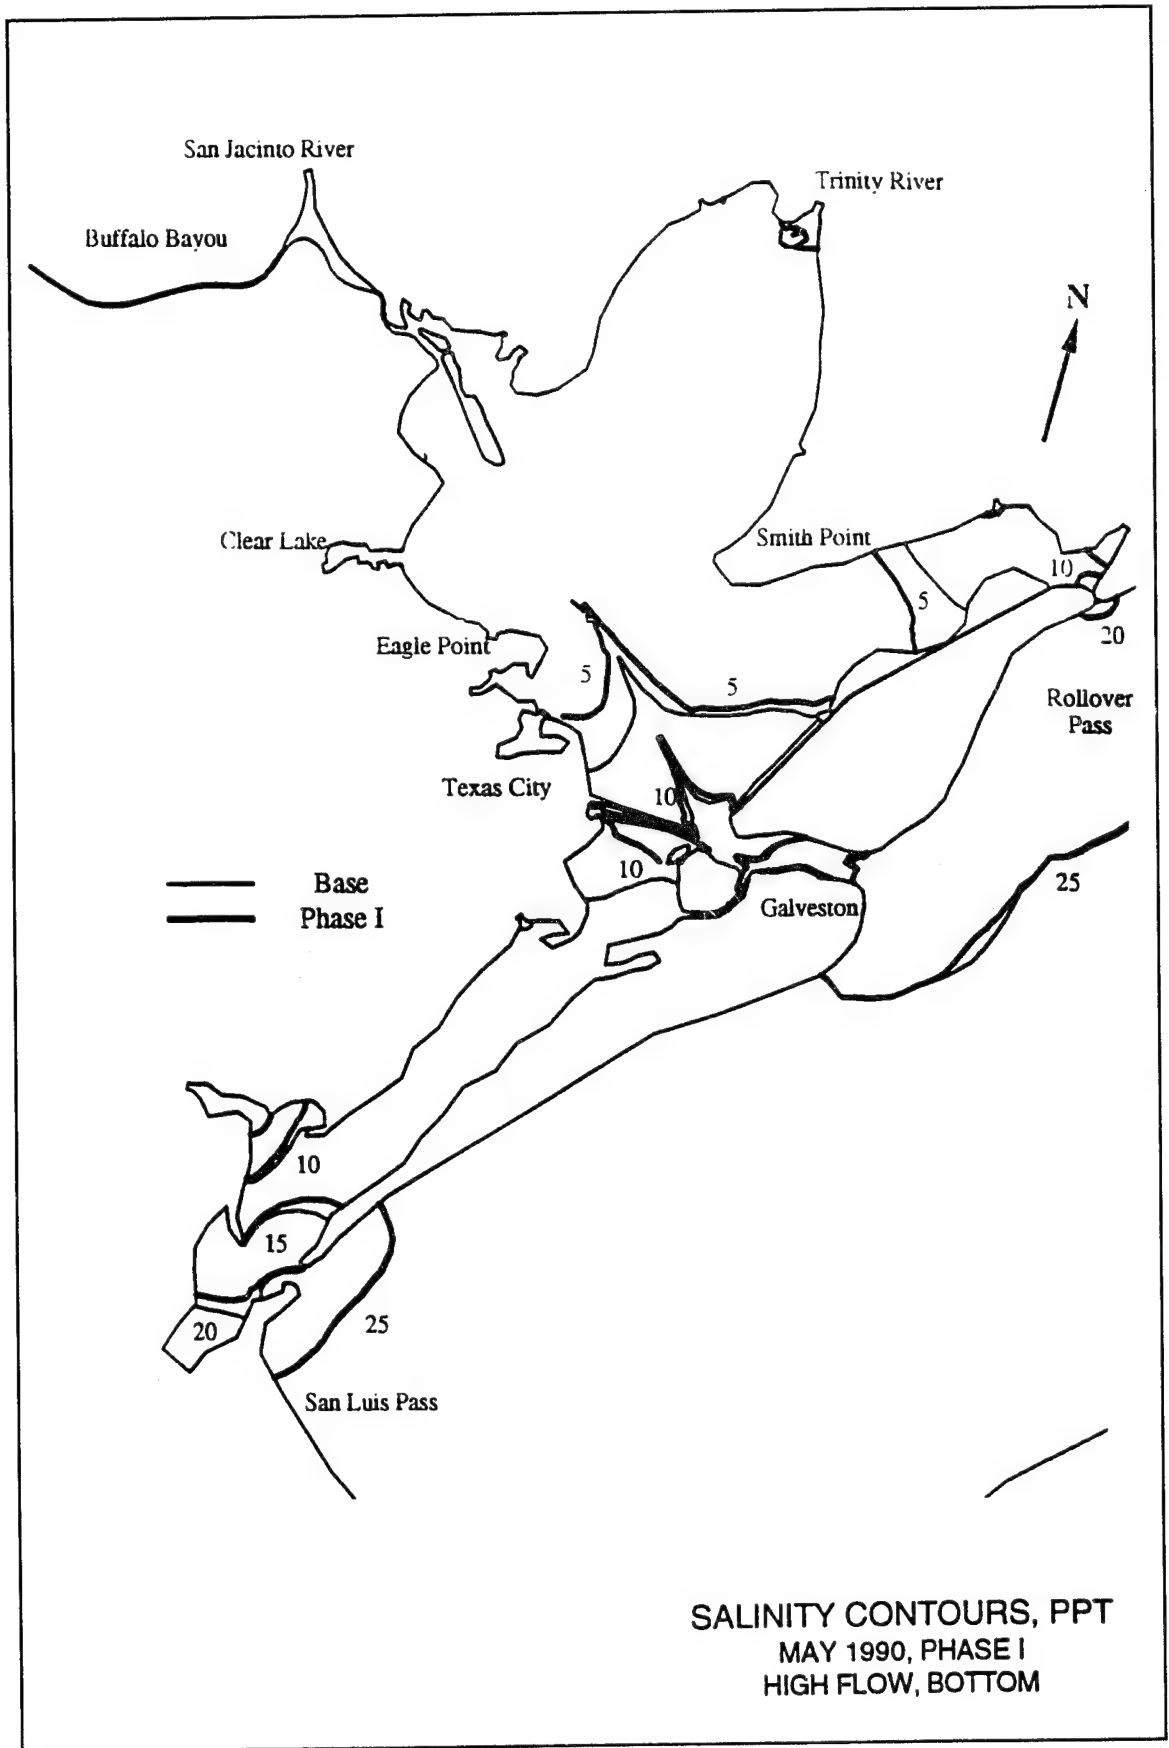 San Jacinto River
Trinity River
Buffalo Bayou
N
Clear Lake
Smith Point
10
5
20
Eagle Point
5
5
Rollover
Pass
Texas City
10
10
25
Base
Phase I
Galveston
10
15
20
25
San Luis Pass
SALINITY CONTOURS, PPT
MAY 1990, PHASE I
HIGH FLOW, BOTTOM